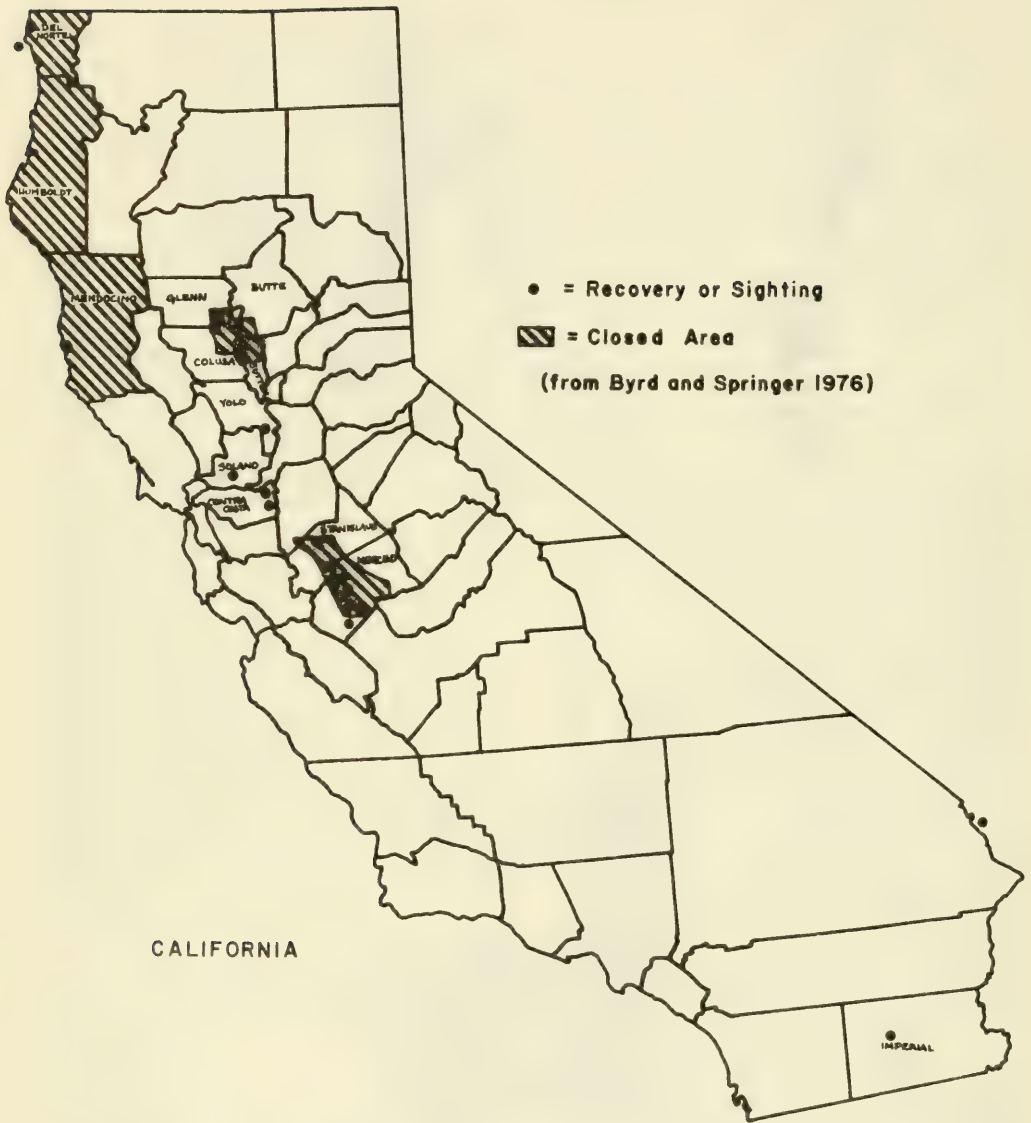 DEL
NORTE
HUMBOLDT
MENDOCINO
GLENN
BUTTE
COLUSA
YOLO
SOLANO
CONTRA
COSTA
STANISLAUS
MERCED
● = Recovery or Sighting
= Closed Area
(from Byrd and Springer 1976)
CALIFORNIA
IMPERIAL